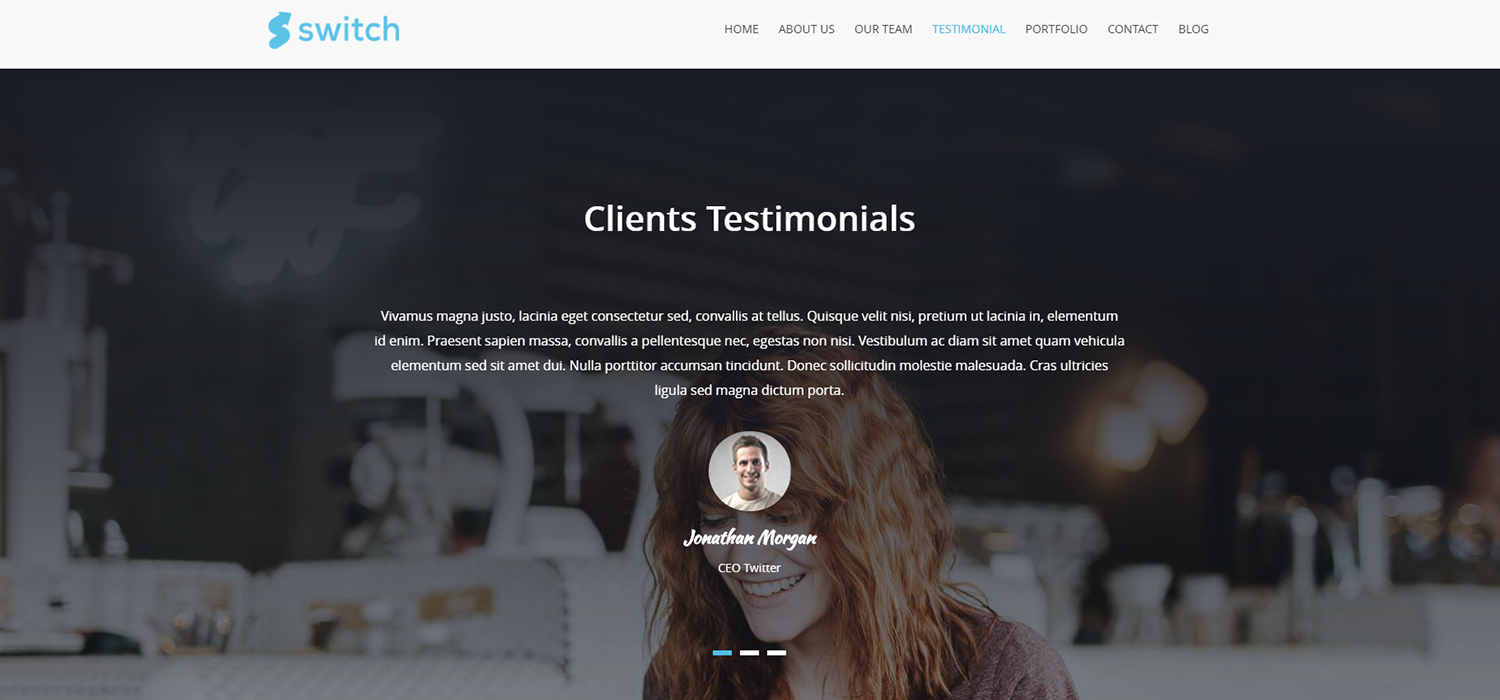 switch
HOME ABOUT US OUR TEAM TESTIMONIAL PORTFOLIO CONTACT BLOG
Clients Testimonials
Vivamus magna justo, lacinia eget consectetur sed, convallis at tellus. Quisque velit nisi, pretium ut lacinia in, elementum
id enim. Praesent sapien massa, convallis a pellentesque nec, egestas non nisi. Vestibulum ac diam sit amet quam vehicula
elementum sed sit amet dui. Nulla porttitor accumsan tincidunt. Donec sollicitudin molestie malesuada. Cras ultricies
ligula sed magna dictum porta.
Jonathan Morgan
CEO Twitter